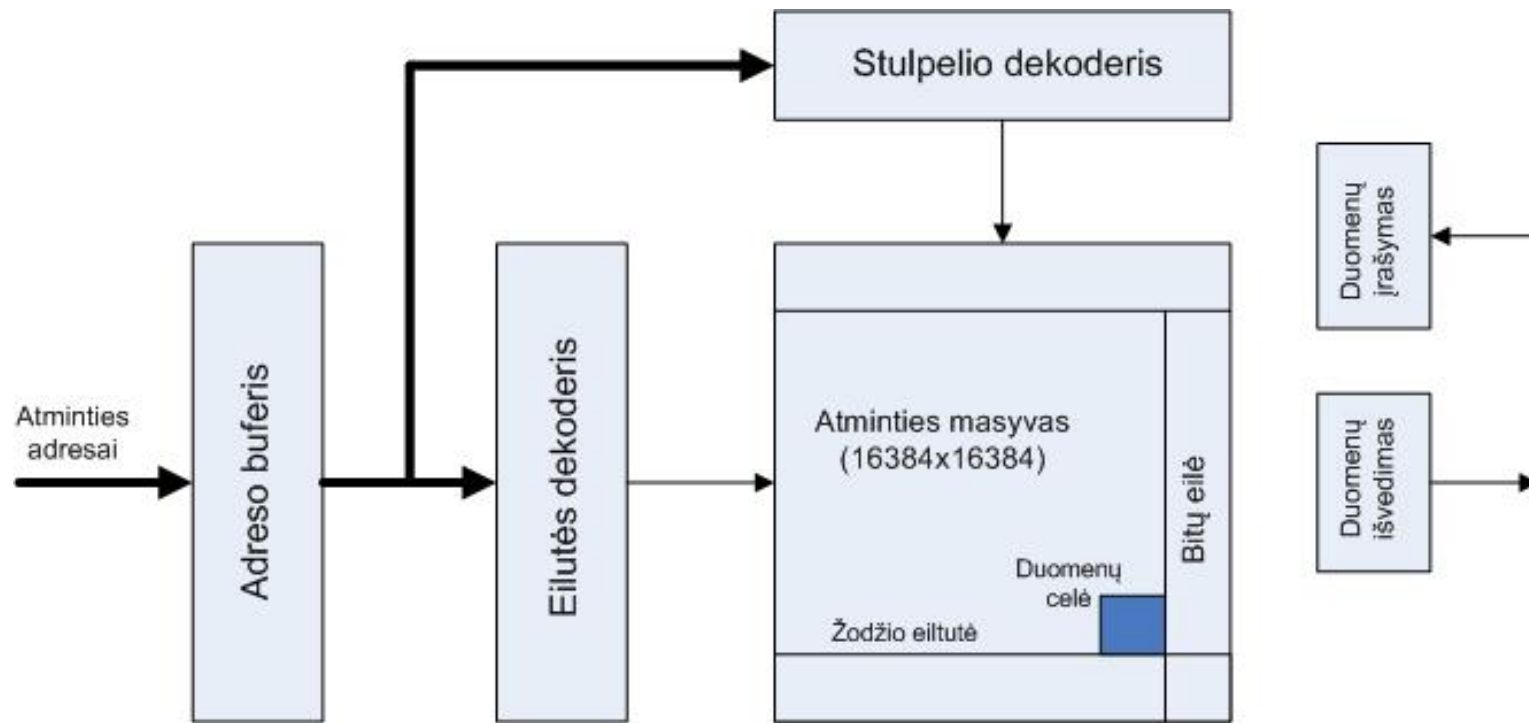 Stulpelio dekoderis
Duomenų
įrašymas
Atminties
adresai
Adreso buferis
Eilutės dekoderis
Atminties masyvas
(16384x16384)
Bitų eilė
Duomenų
celė
Žodžio eiltutė
Duomenų
išvedimas